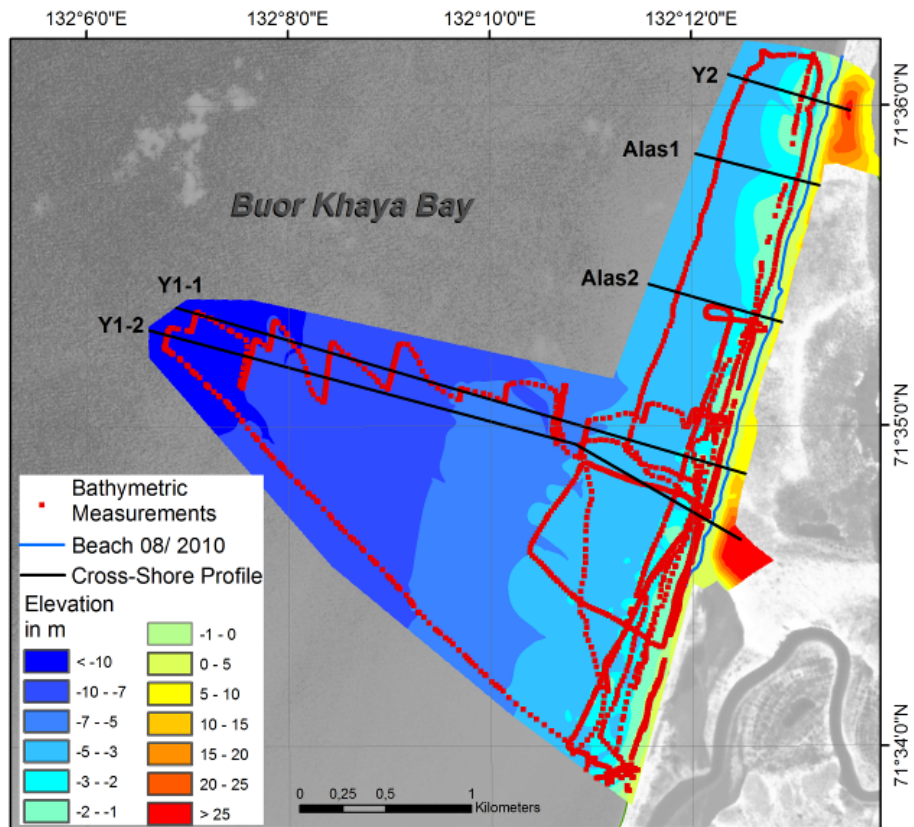 132°6'0"E
132°8'0"E
132°10'0"E
132°12'0"E
Y2
71°36'0"N
Alas1
Buor Khaya Bay
Y1-1
Alas2
Y1-2
71°35'0"N
Bathymetric
Measurements
Beach 08/ 2010
Cross-Shore Profile
Elevation
in m
< -10
-10 - -7
-7 - -5
-5 - -3
-3 - -2
-2 - -1
-1 - 0
0 - 5
5 - 10
10 - 15
15 - 20
20 - 25
> 25
71°34'0"N
0 0,25 0,5 1
Kilometers